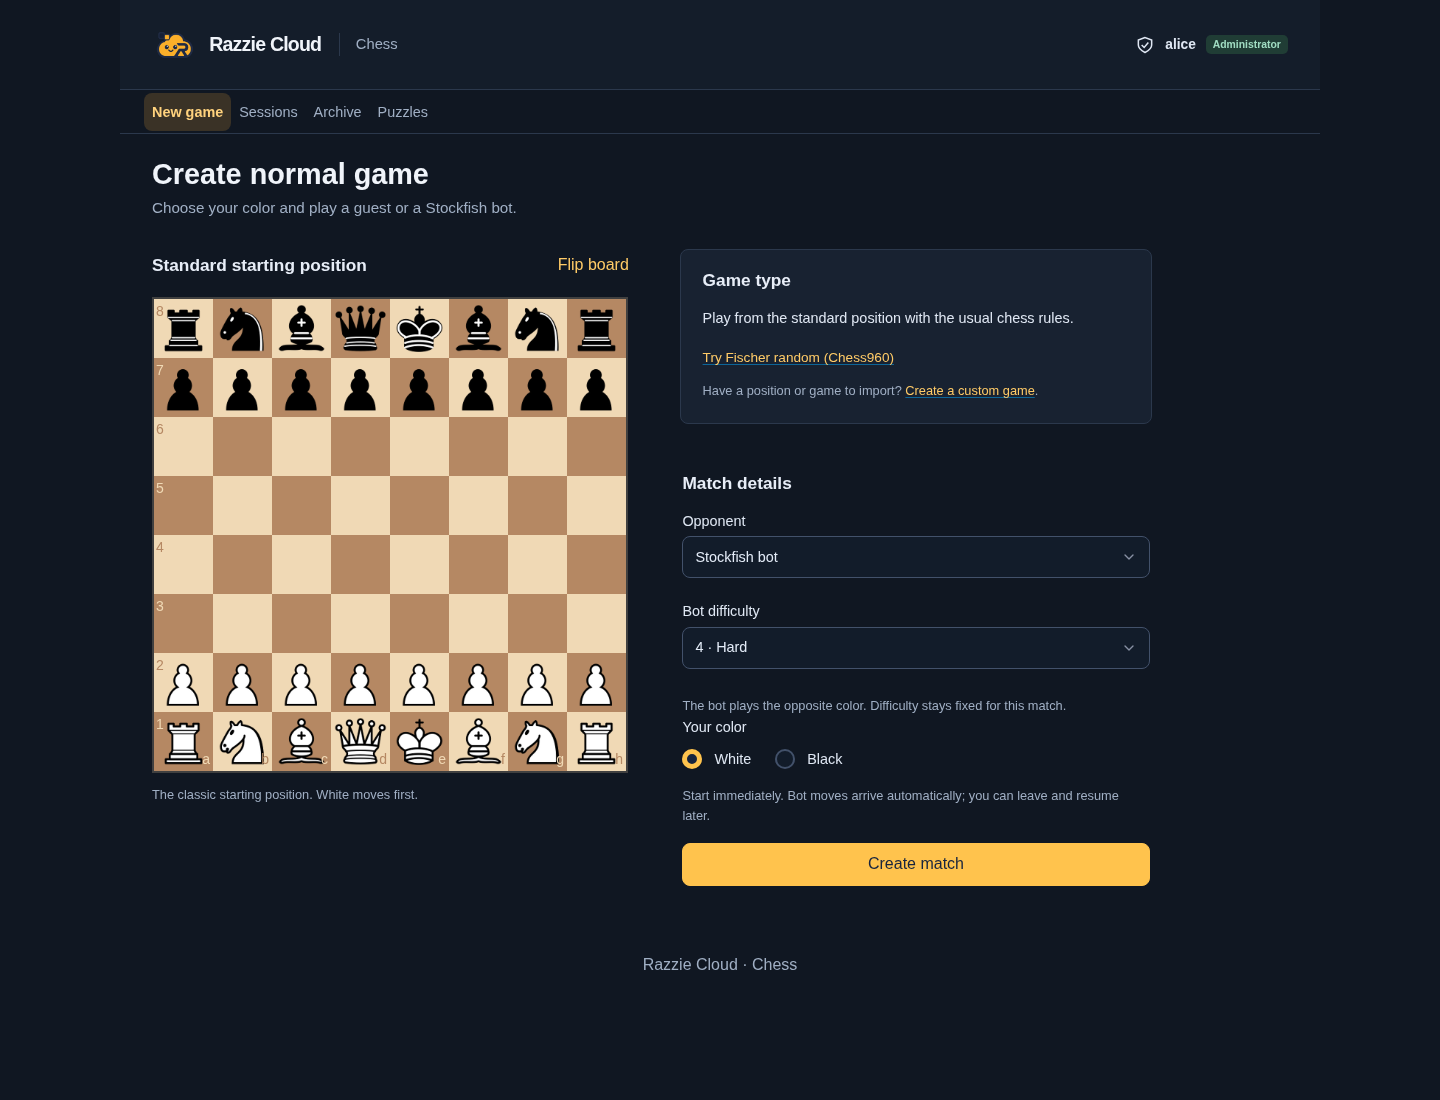 Razzie Cloud Chess alice Administrator
New game Sessions Archive Puzzles
Create normal game
Choose your color and play a guest or a Stockfish bot.
Standard starting position Flip board
8
7
6
5
4
3
2
1
a b c d e f g h
The classic starting position. White moves first.
Game type
Play from the standard position with the usual chess rules.
Try Fischer random (Chess960)
Have a position or game to import? Create a custom game.
Match details
Opponent
Stockfish bot
Bot difficulty
4 · Hard
The bot plays the opposite color. Difficulty stays fixed for this match.
Your color
White Black
Start immediately. Bot moves arrive automatically; you can leave and resume
later.
Create match
Razzie Cloud · Chess